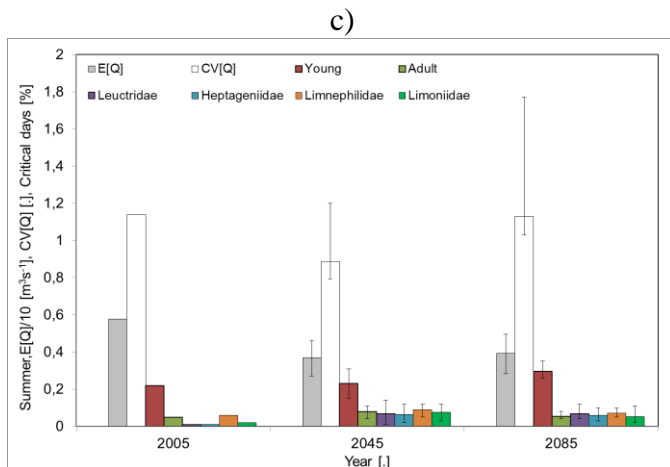 c)
2
1,8
1,6
1,4
1,2
1
0,8
0,6
0,4
0,2
0
Summer,E[Q]/10 [m³s⁻¹], CV[Q] [.], Critical days [%]
E[Q] CV[Q] Young Adult
Leuctridae Heptageniidae Limnephilidae Limoniidae
2005 2045 2085
Year [.]